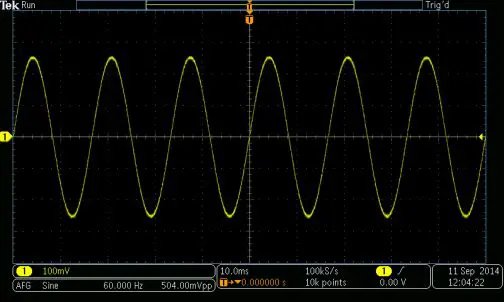 Tek Run Trig'd
T
T
1
1 100mV 10.0ms 100kS/s 1 11 Sep 2014
AFG Sine 60.000 Hz 504.00mVpp T→▼0.000000 s 10k points 0.00 V 12:04:22